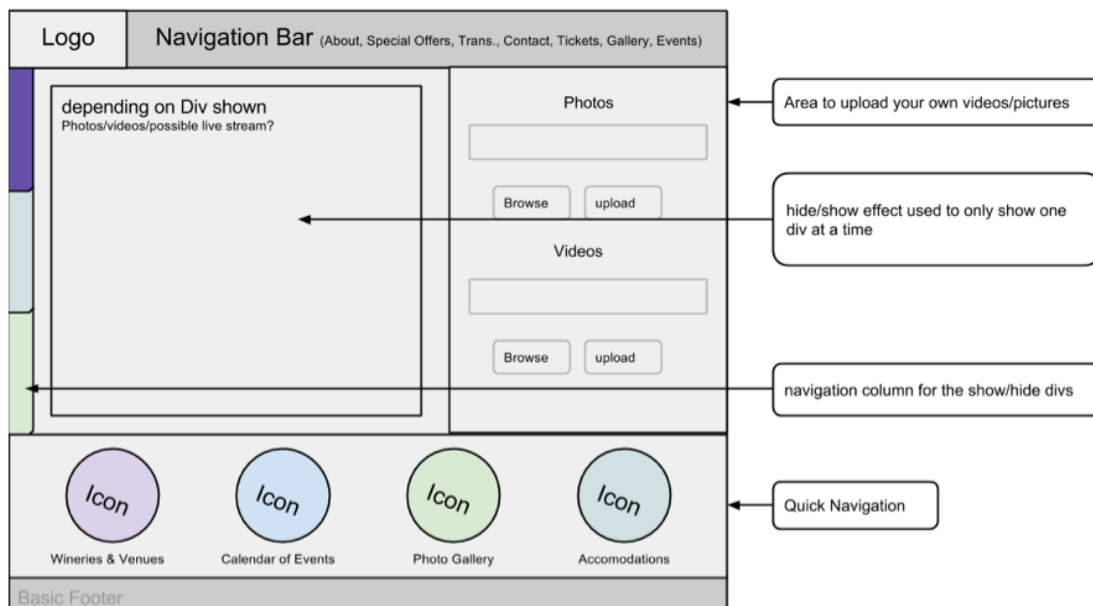 Logo
Navigation Bar (About, Special Offers, Trans., Contact, Tickets, Gallery, Events)
depending on Div shown
Photos/videos/possible live stream?
Photos
Browse
upload
Videos
Browse
upload
Area to upload your own videos/pictures
hide/show effect used to only show one
div at a time
navigation column for the show/hide divs
Icon
Icon
Icon
Icon
Wineries & Venues
Calendar of Events
Photo Gallery
Accomodations
Quick Navigation
Basic Footer